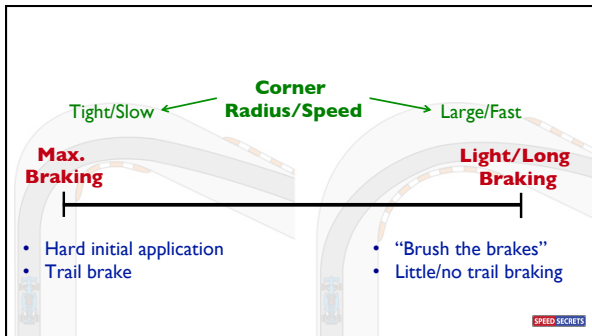 Corner
Radius/Speed
Tight/Slow
Large/Fast
Max.
Braking
Light/Long
Braking
• Hard initial application
• Trail brake
• “Brush the brakes”
• Little/no trail braking
SPEED SECRETS